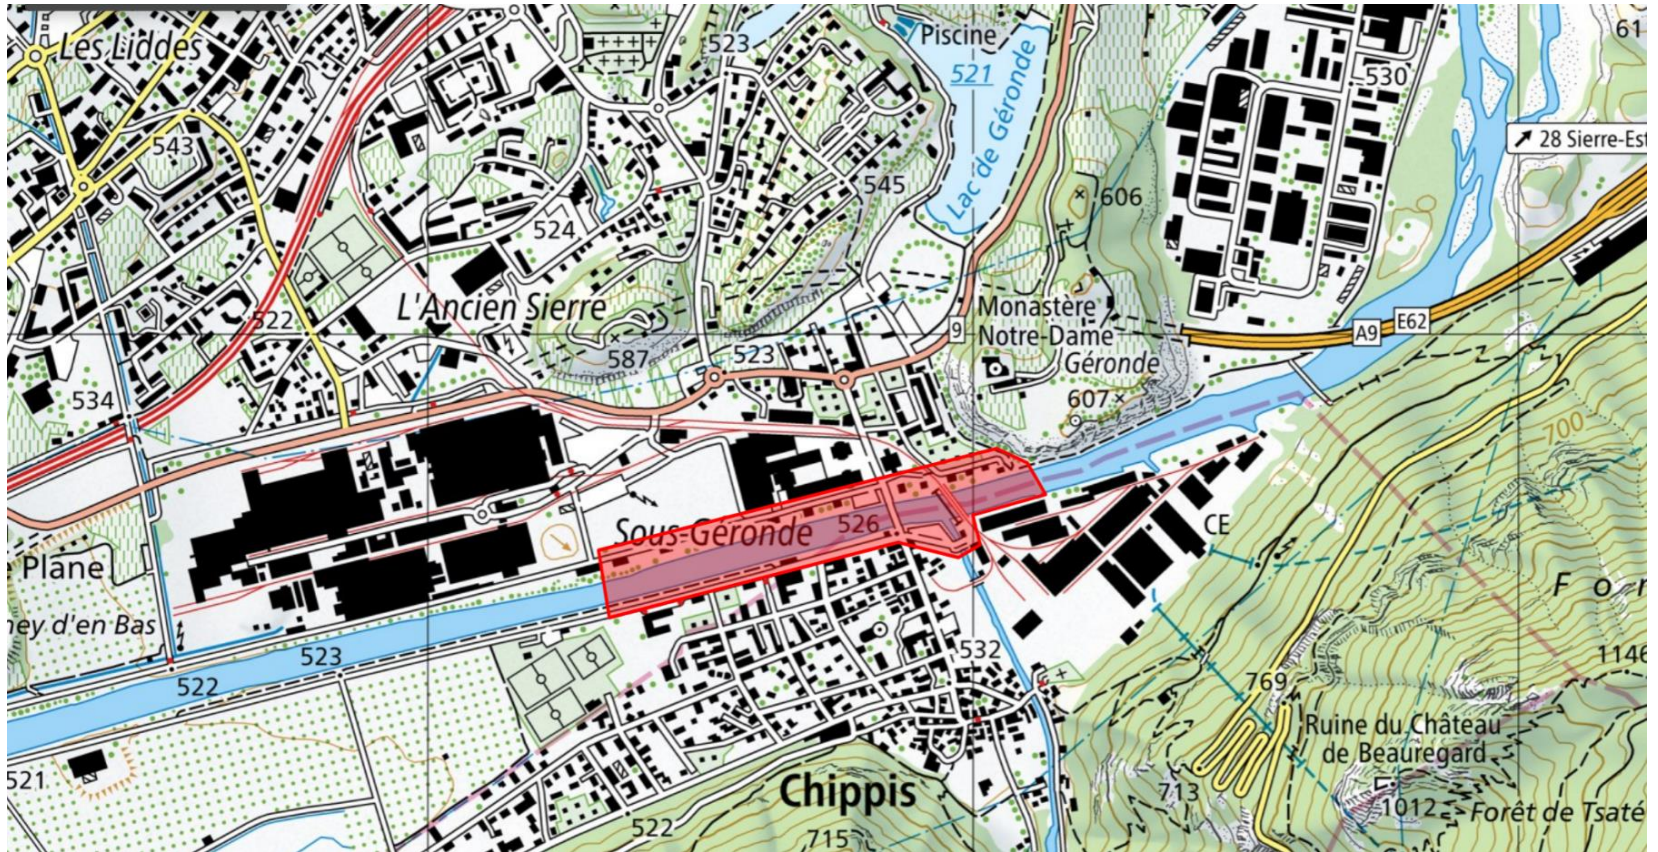 Les Liddes
523
Piscine
521
Lac de Géronde
530
61
28 Sierre-Est
543
545
606
524
L'Ancien Sierre
522
587
523
9
Monastère
Notre-Dame
Géronde
A9
E62
534
607
700
Sous-Géronde
526
CE
Plane
ney d'en Bas
523
522
532
For
1146
769
Ruine du Château
de Beauregard
521
Chippis
713
1012
Forêt de Tsaté
522
715